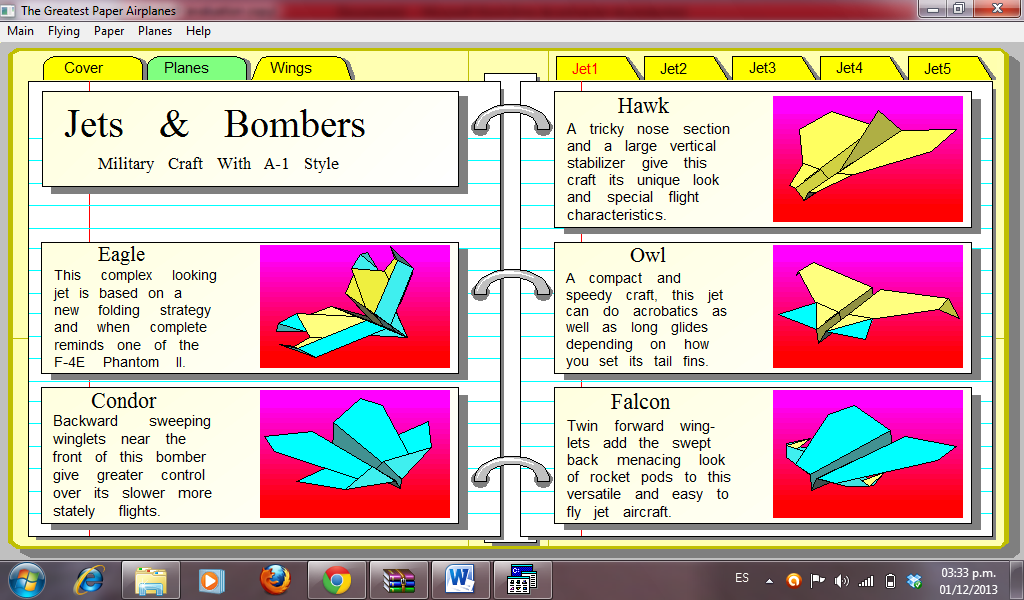 The Greatest Paper Airplanes
Main Flying Paper Planes Help
Cover Planes Wings
Jet1 Jet2 Jet3 Jet4 Jet5
Jets & Bombers
Military Craft With A-1 Style
Eagle
This complex looking
jet is based on a
new folding strategy
and when complete
reminds one of the
F-4E Phantom II.
Condor
Backward sweeping
winglets near the
front of this bomber
give greater control
over its slower more
stately flights.
Hawk
A tricky nose section
and a large vertical
stabilizer give this
craft its unique look
and special flight
characteristics.
Owl
A compact and
speedy craft, this jet
can do acrobatics as
well as long glides
depending on how
you set its tail fins.
Falcon
Twin forward wing-
lets add the swept
back menacing look
of rocket pods to this
versatile and easy to
fly jet aircraft.
ES
03:33 p.m.
01/12/2013